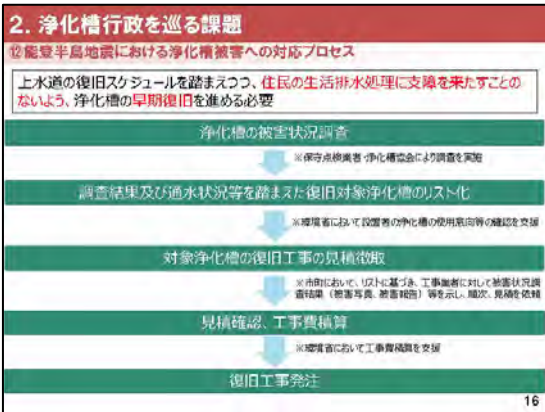 2. 浄化槽行政を巡る課題
⑫能登半島地震における浄化槽被害への対応プロセス
上水道の復旧スケジュールを踏まえつつ、住民の生活排水処理に支障を来たすことの
ないよう、浄化槽の早期復旧を進める必要
浄化槽の被害状況調査
※保守点検業者・浄化槽協会により調査を実施
調査結果及び通水状況等を踏まえた復旧対象浄化槽のリスト化
※環境省において設置者の浄化槽の使用意向等の確認を支援
対象浄化槽の復旧工事の見積徴取
※市町において、リストに基づき、工事業者に対して被害状況調
査結果（被害写真、被害報告）等を示し、順次、見積を依頼
見積確認、工事費積算
※環境省において工事費積算を支援
復旧工事発注
16